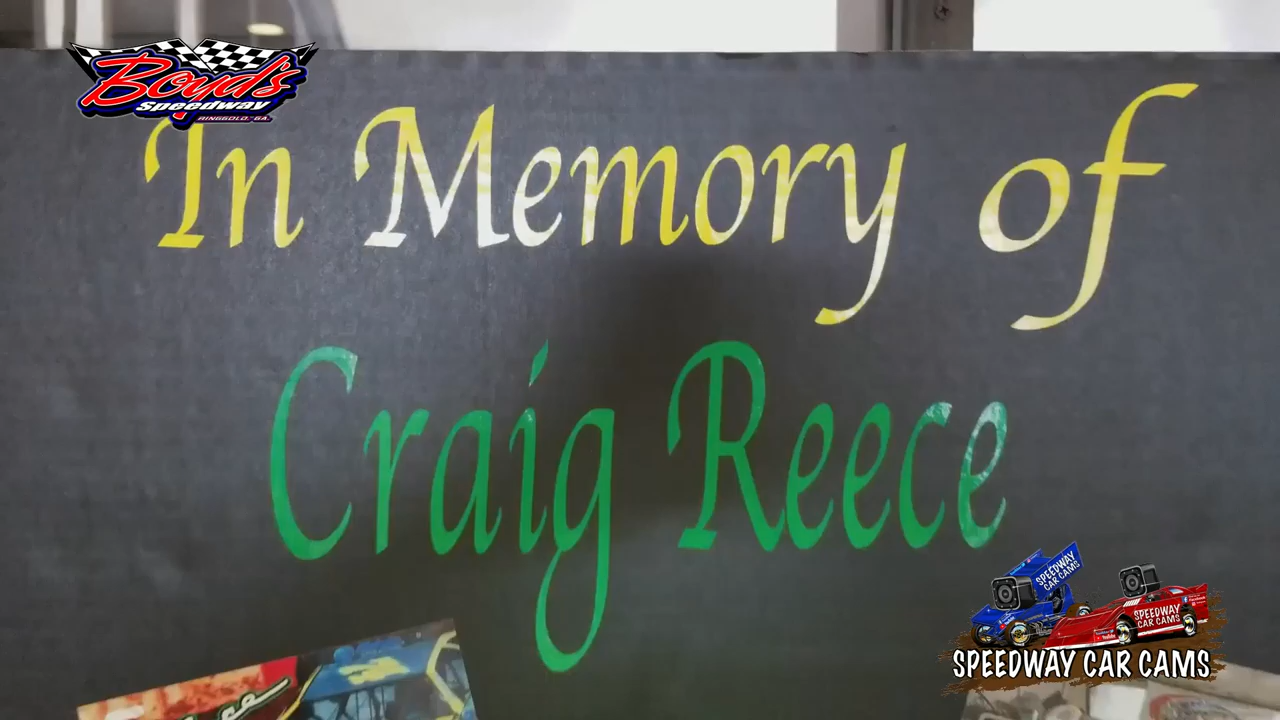 Boyd's
Speedway
RINGGOLD, GA.
In Memory of
Craig Reece
SPEEDWAY
CAR CAMS
SPEEDWAY
CAR CAMS
SPEEDWAY CAR CAMS